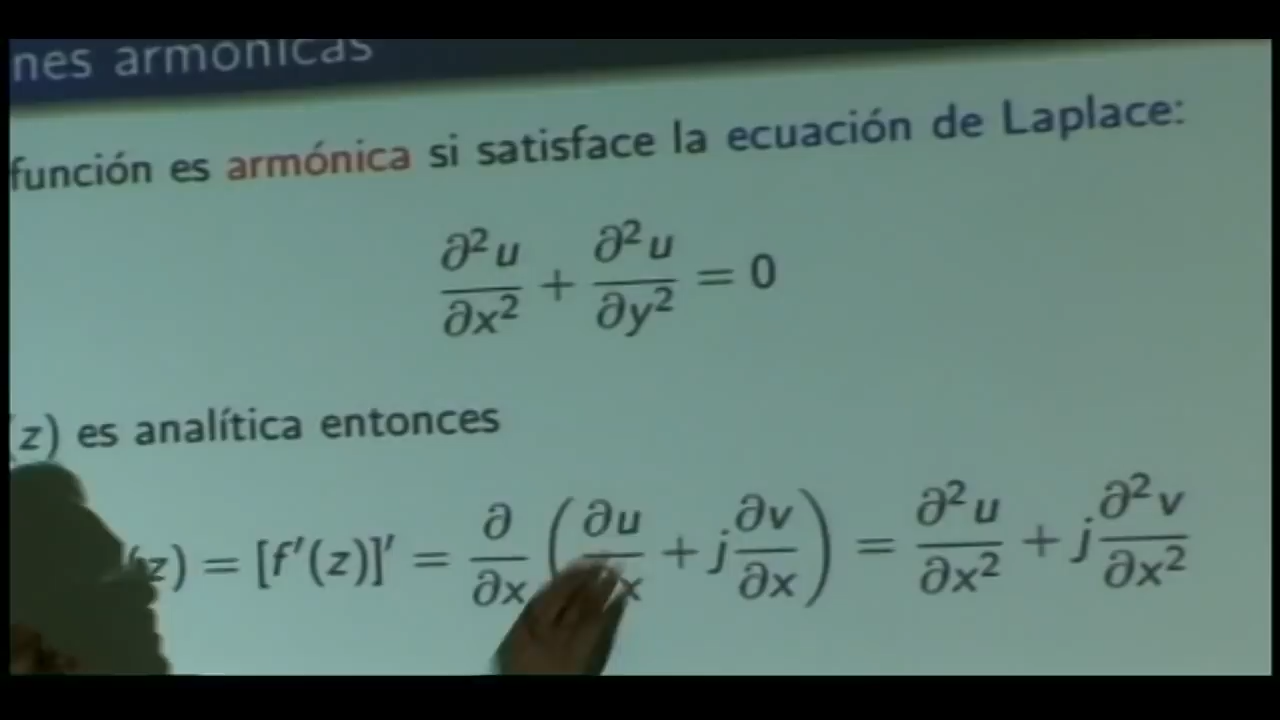 nes armónicas
función es armónica si satisface la ecuación de Laplace:
∂²u/∂x² + ∂²u/∂y² = 0
(z) es analítica entonces
(z) = [f′(z)]′ = ∂/∂x (∂u/x + j ∂v/∂x) = ∂²u/∂x² + j ∂²v/∂x²